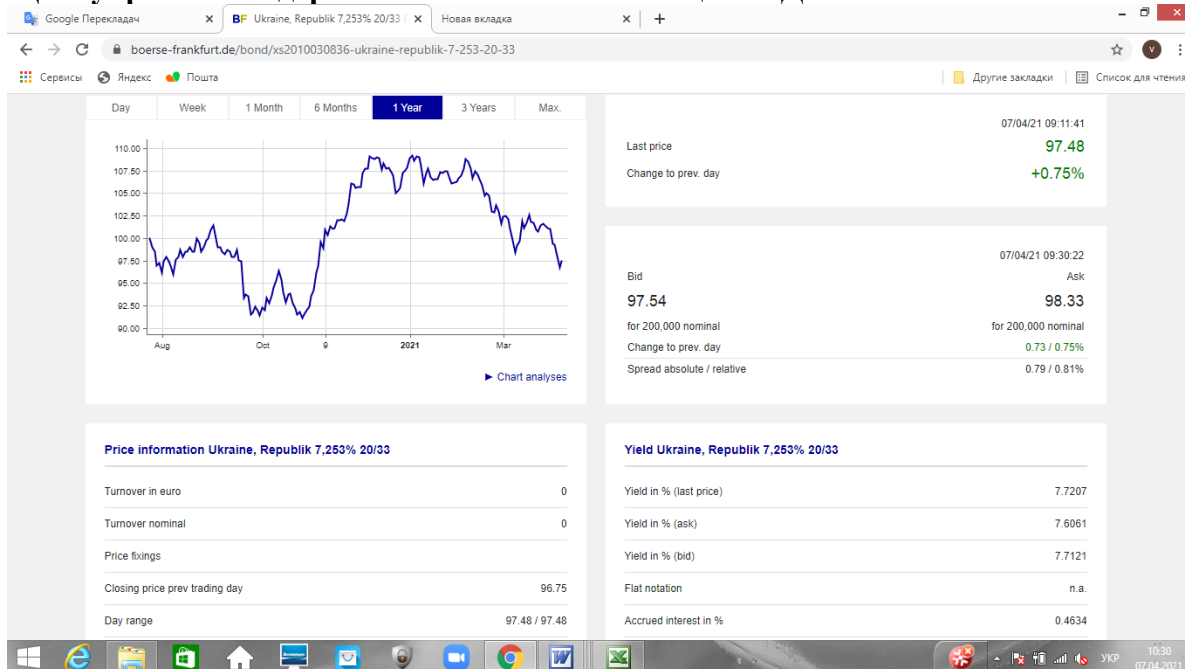 Google Перекладач
BF Ukraine, Republik 7,253% 20/33
Новая вкладка
boerse-frankfurt.de/bond/xs2010030836-ukraine-republik-7-253-20-33
V
Сервисы Яндекс Почта
Другие закладки Список для чтения
Day Week 1 Month 6 Months 1 Year 3 Years Max.
110.00
107.50
105.00
102.50
100.00
97.50
95.00
92.50
90.00
Aug Oct 9 2021 Mar
► Chart analyses
07/04/21 09:11:41
Last price 97.48
Change to prev. day +0.75%
07/04/21 09:30:22
Bid Ask
97.54 98.33
for 200,000 nominal for 200,000 nominal
Change to prev. day 0.73 / 0.75%
Spread absolute / relative 0.79 / 0.81%
Price information Ukraine, Republik 7,253% 20/33
Turnover in euro 0
Turnover nominal 0
Price fixings
Closing price prev trading day 96.75
Day range 97.48 / 97.48
Yield Ukraine, Republik 7,253% 20/33
Yield in % (last price) 7.7207
Yield in % (ask) 7.6061
Yield in % (bid) 7.7121
Flat notation n.a.
Accrued interest in % 0.4634
lenovo
УКР
10:30
07.04.2021